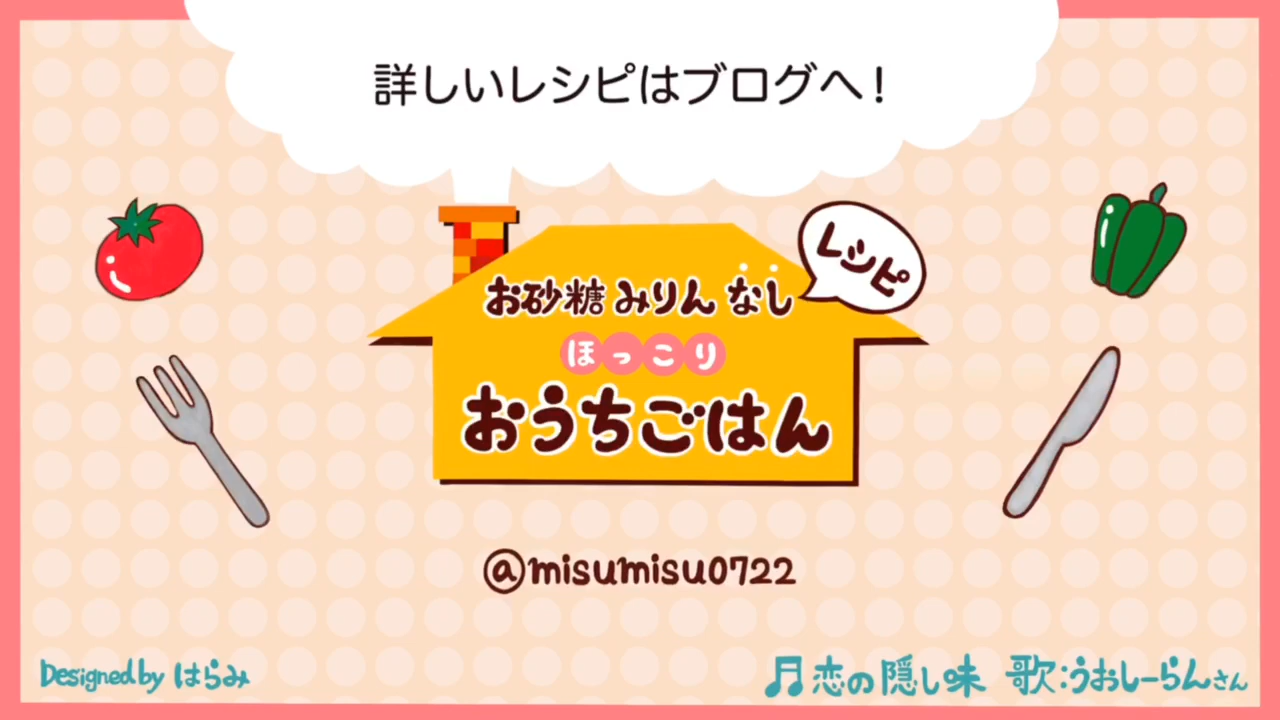 詳しいレシピはブログへ!
レシピ
お砂糖 みりん なし
ほっこり
おうちごはん
@misumisu0722
Designed by はらみ
🎵恋の隠し味 歌:うおしーらんさん